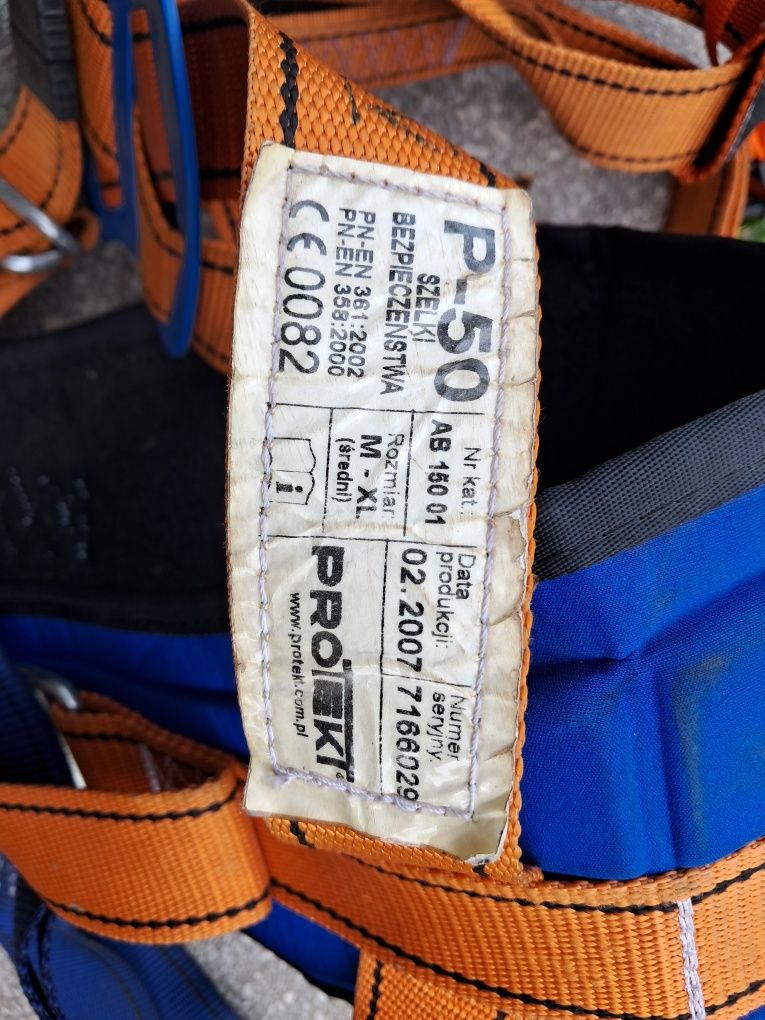 P-50
SZELKI
BEZPIECZEŃSTWA
PN-EN 361:2002
PN-EN 358:2000
CE 0082
Nr kat.:
AB 150 01
Rozmiar:
M - XL
(średni)
i
Data
produkcji:
02.2007
Numer
seryjny:
7166029
PROTEKT
www.protekt.com.pl